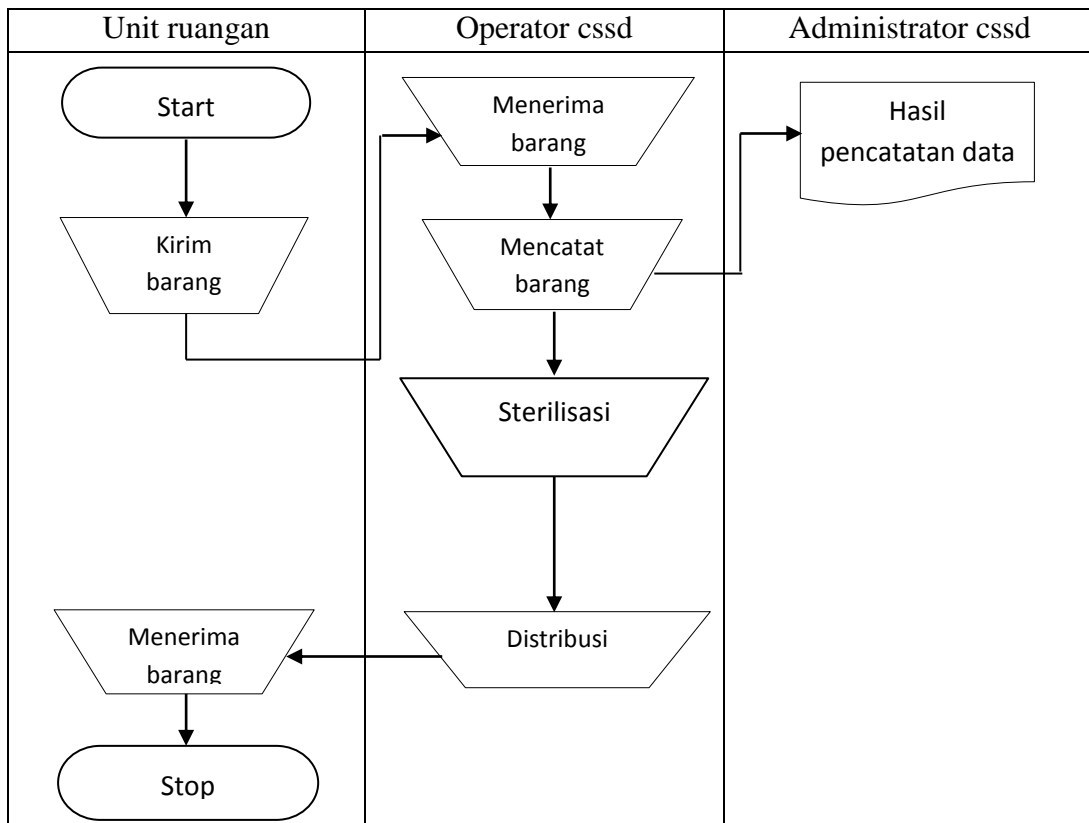 Unit ruangan
Operator cssd
Administrator cssd
Start
Menerima
barang
Hasil
pencatatan data
Kirim
barang
Mencatat
barang
Sterilisasi
Menerima
barang
Distribusi
Stop